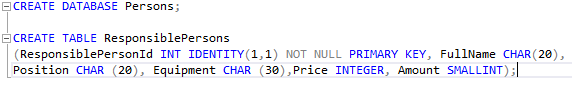 CREATE DATABASE Persons;
CREATE TABLE ResponsiblePersons
(ResponsiblePersonId INT IDENTITY(1,1) NOT NULL PRIMARY KEY, FullName CHAR(20),
Position CHAR (20), Equipment CHAR (30),Price INTEGER, Amount SMALLINT);